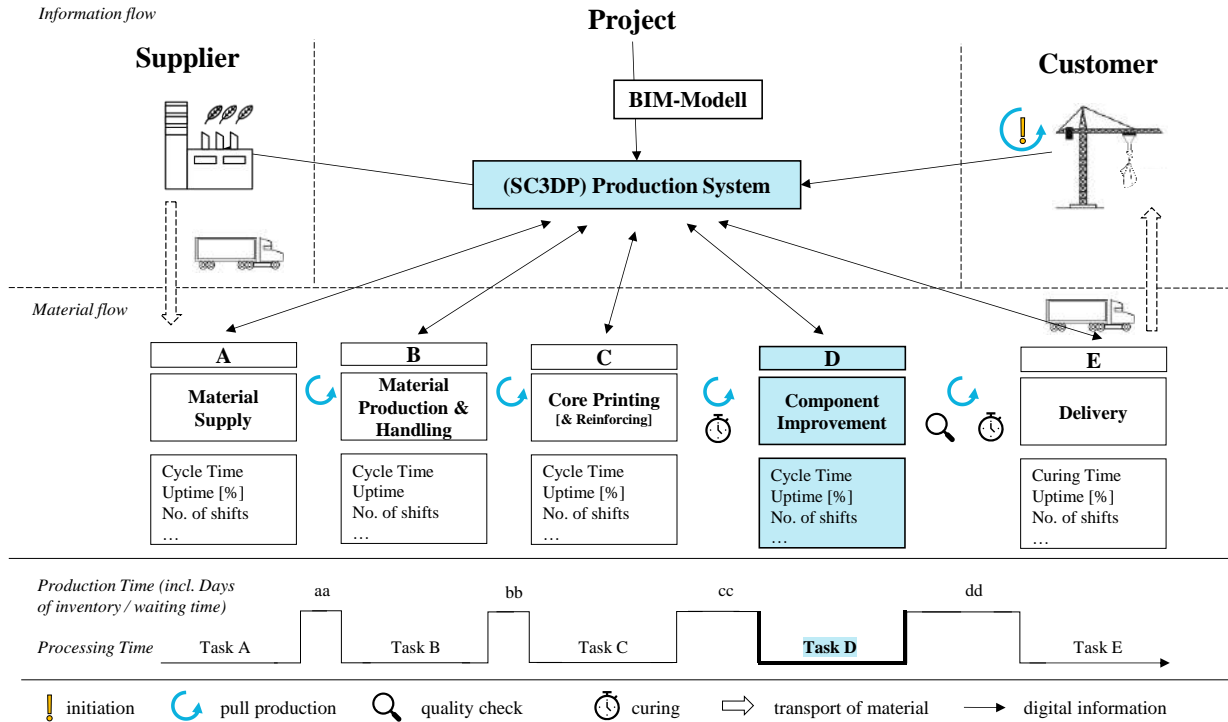 Information flow
Project
Supplier
Customer
BIM-Modell
!
(SC3DP) Production System
Material flow
A
B
C
D
E
Material
Supply
Material
Production &
Handling
Core Printing
[& Reinforcing]
Component
Improvement
Delivery
Cycle Time
Uptime [%]
No. of shifts
…
Cycle Time
Uptime
No. of shifts
…
Cycle Time
Uptime [%]
No. of shifts
…
Cycle Time
Uptime [%]
No. of shifts
…
Curing Time
Uptime [%]
No. of shifts
…
Production Time (incl. Days
of inventory / waiting time)
aa
bb
cc
dd
Processing Time
Task A
Task B
Task C
Task D
Task E
! initiation
pull production
quality check
curing
transport of material
digital information